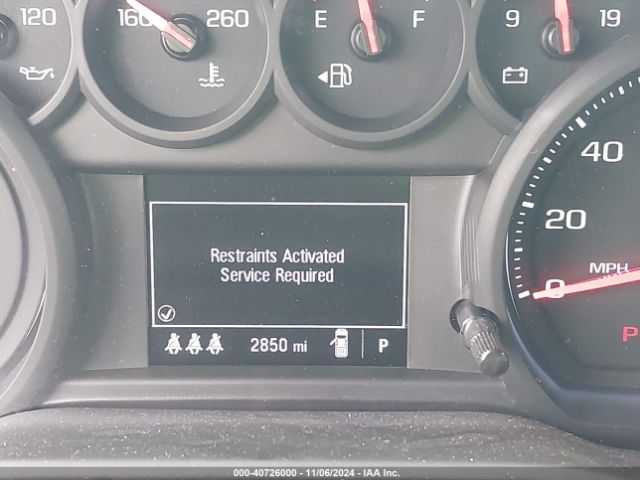 120
160
260
E
F
9
19
40
20
MPH
0
Restraints Activated
Service Required
2850 mi
P
P
000-40726000 - 11/06/2024 - IAA Inc.